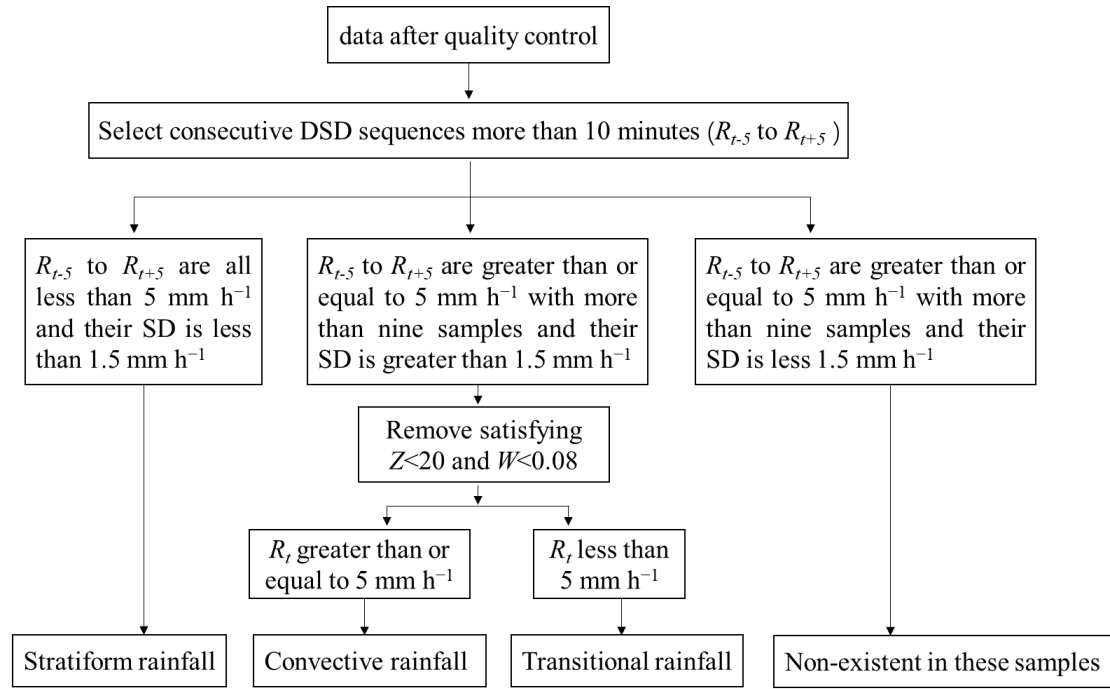 data after quality control
Select consecutive DSD sequences more than 10 minutes (Rt-5 to Rt+5 )
Rt-5 to Rt+5 are all
less than 5 mm h−1
and their SD is less
than 1.5 mm h−1
Rt-5 to Rt+5 are greater than or
equal to 5 mm h−1 with more
than nine samples and their
SD is greater than 1.5 mm h−1
Rt-5 to Rt+5 are greater than or
equal to 5 mm h−1 with more
than nine samples and their
SD is less 1.5 mm h−1
Remove satisfying
Z<20 and W<0.08
Rt greater than or
equal to 5 mm h−1
Rt less than
5 mm h−1
Stratiform rainfall
Convective rainfall
Transitional rainfall
Non-existent in these samples